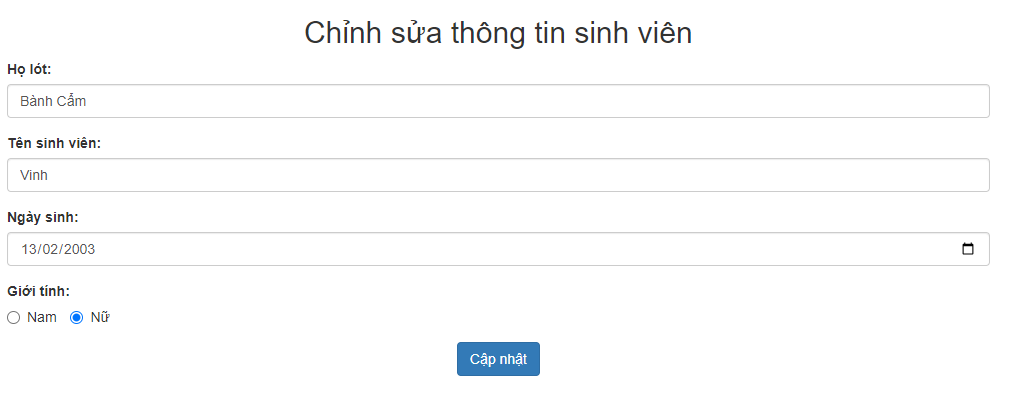 Chỉnh sửa thông tin sinh viên
Họ lót:
Bành Cẩm
Tên sinh viên:
Vinh
Ngày sinh:
13/02/2003
Giới tính:
Nam Nữ
Cập nhật